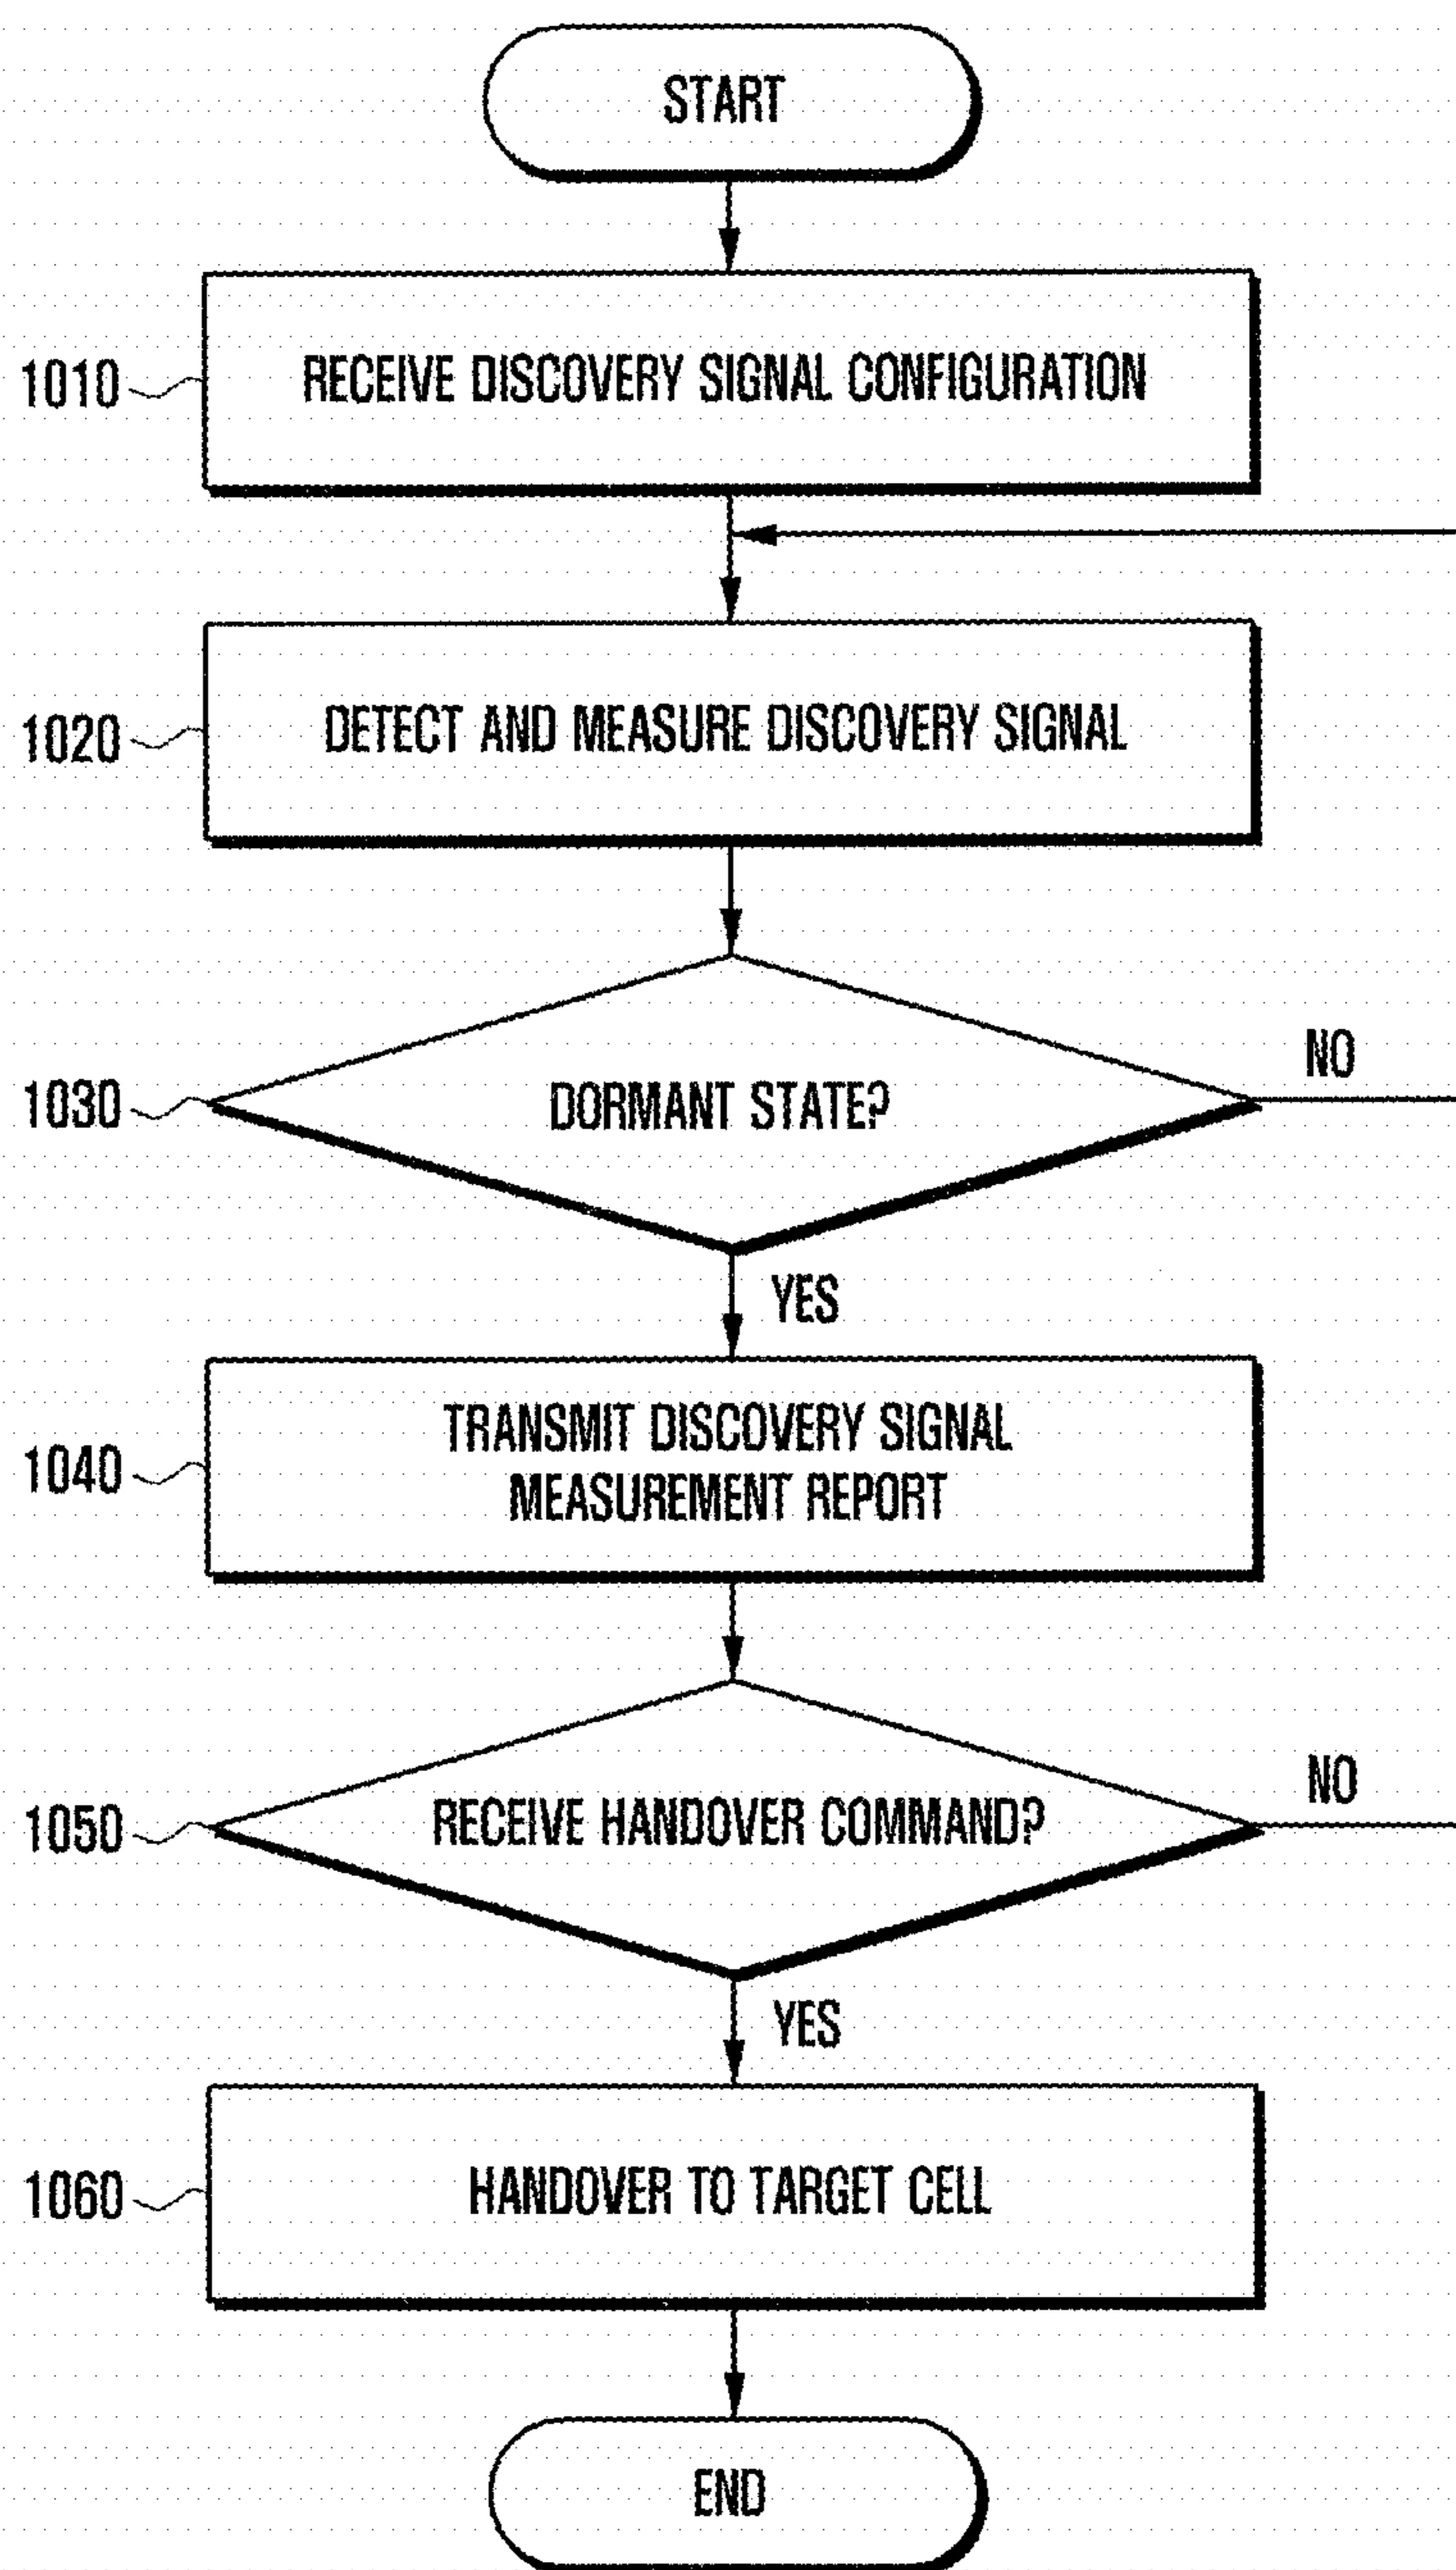 START
1010
RECEIVE DISCOVERY SIGNAL CONFIGURATION
1020
DETECT AND MEASURE DISCOVERY SIGNAL
1030
DORMANT STATE?
NO
YES
1040
TRANSMIT DISCOVERY SIGNAL
MEASUREMENT REPORT
1050
RECEIVE HANDOVER COMMAND?
NO
YES
1060
HANDOVER TO TARGET CELL
END